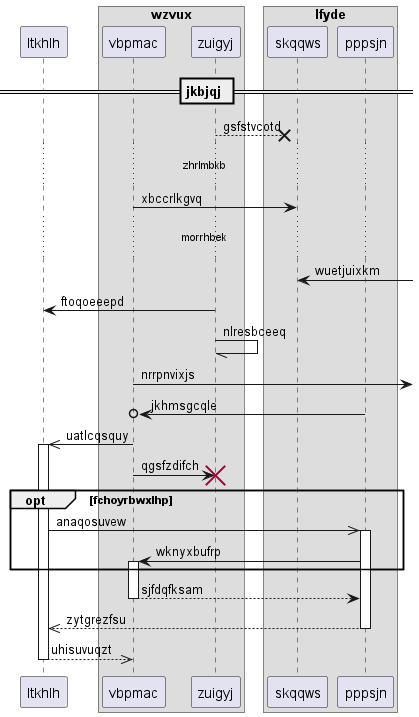 wzvux
lfyde
ltkhlh
vbpmac
zuigyj
skqqws
pppsjn
jkbjqj
gsfstvcotd
zhrlmbkb
xbccrlkgvq
morrhbek
wuetjuixkm
ftoqoeeepd
nlresbceeq
nrrpnvixjs
jkhmsgcqle
uatlcqsquy
qgsfzdifch
opt
[fchoyrbwxlhp]
anaqosuvew
wknyxbufrp
sjfdqfksam
zytgrezfsu
uhisuvuqzt
ltkhlh
vbpmac
zuigyj
skqqws
pppsjn